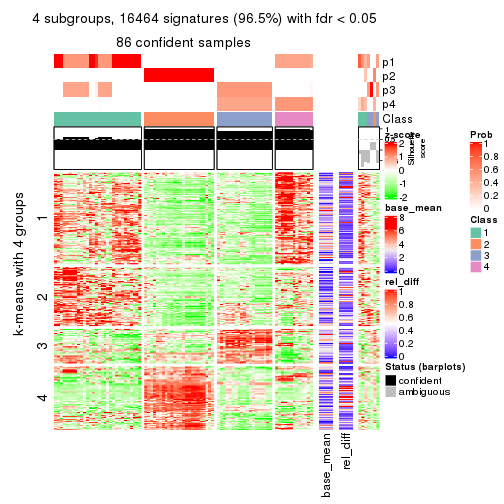 4 subgroups, 16464 signatures (96.5%) with fdr < 0.05
86 confident samples
p1
p2
p3
p4
Class
1
Silhouette
score
k-means with 4 groups
1
2
3
4
base_mean
rel_diff
z-score
2
1
0
-1
-2
base_mean
8
6
4
2
0
rel_diff
1
0.8
0.6
0.4
0.2
0
Status (barplots)
confident
ambiguous
Prob
1
0.8
0.6
0.4
0.2
0
Class
1
2
3
4